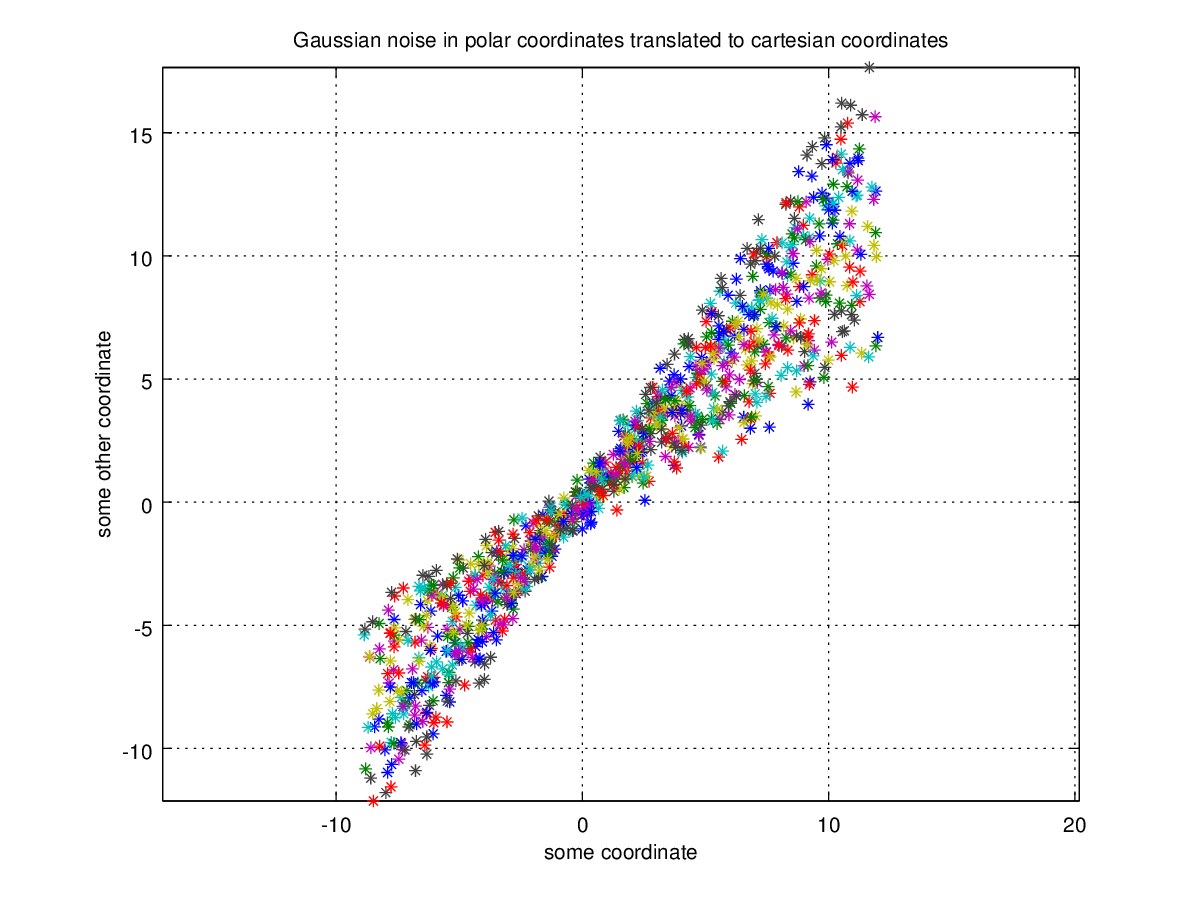 Gaussian noise in polar coordinates translated to cartesian coordinates
15
10
5
0
-5
-10
some other coordinate
-10 0 10 20
some coordinate